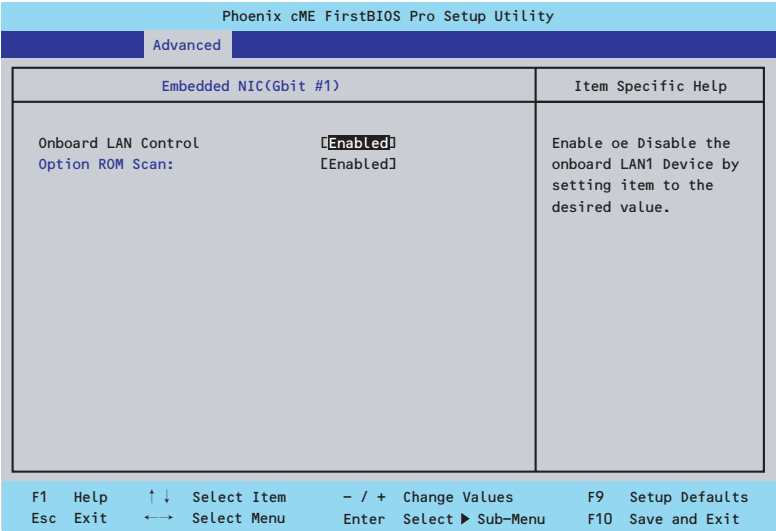 Phoenix cME FirstBIOS Pro Setup Utility
Advanced
Embedded NIC(Gbit #1)
Item Specific Help
Onboard LAN Control [Enabled]
Option ROM Scan: [Enabled]
Enable oe Disable the
onboard LAN1 Device by
setting item to the
desired value.
F1 Help ↑↓ Select Item - / + Change Values F9 Setup Defaults
Esc Exit ←→ Select Menu Enter Select ▶ Sub-Menu F10 Save and Exit